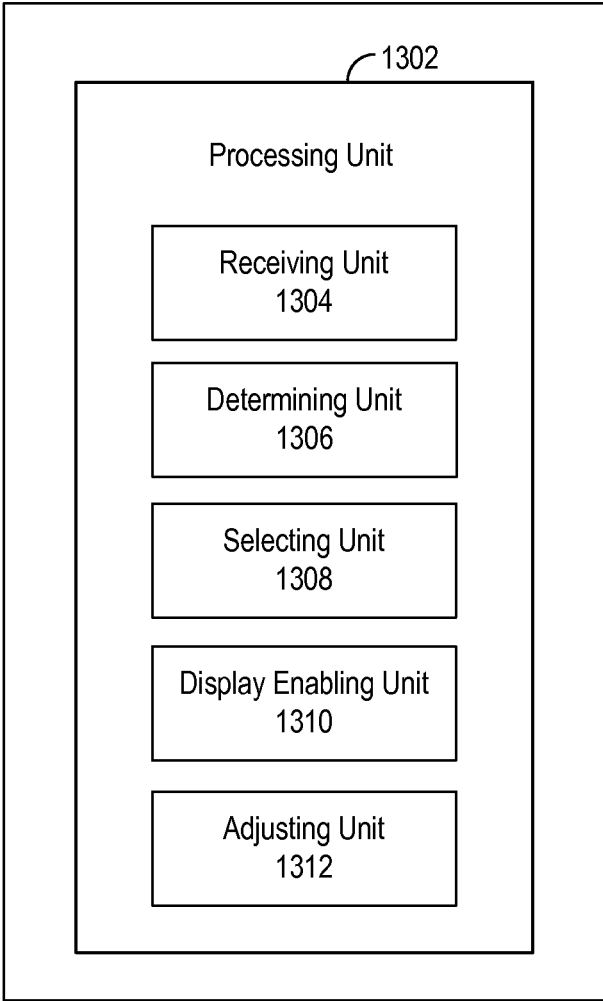 1302
Processing Unit
Receiving Unit
1304
Determining Unit
1306
Selecting Unit
1308
Display Enabling Unit
1310
Adjusting Unit
1312